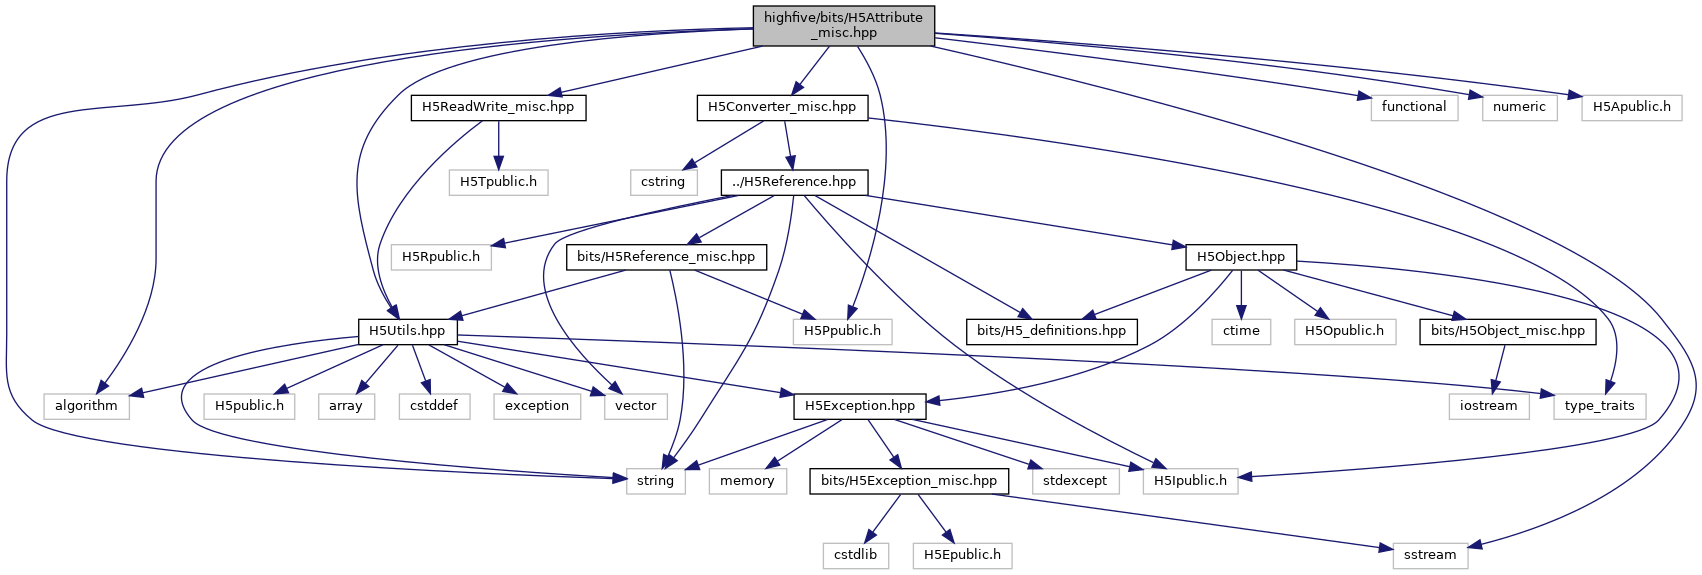 highfive/bits/H5Attribute
_misc.hpp
H5ReadWrite_misc.hpp
H5Converter_misc.hpp
functional
numeric
H5Apublic.h
H5Tpublic.h
cstring
../H5Reference.hpp
H5Rpublic.h
bits/H5Reference_misc.hpp
H5Object.hpp
H5Utils.hpp
H5Ppublic.h
bits/H5_definitions.hpp
ctime
H5Opublic.h
bits/H5Object_misc.hpp
algorithm
H5public.h
array
cstddef
exception
vector
H5Exception.hpp
iostream
type_traits
string
memory
bits/H5Exception_misc.hpp
stdexcept
H5Ipublic.h
cstdlib
H5Epublic.h
sstream